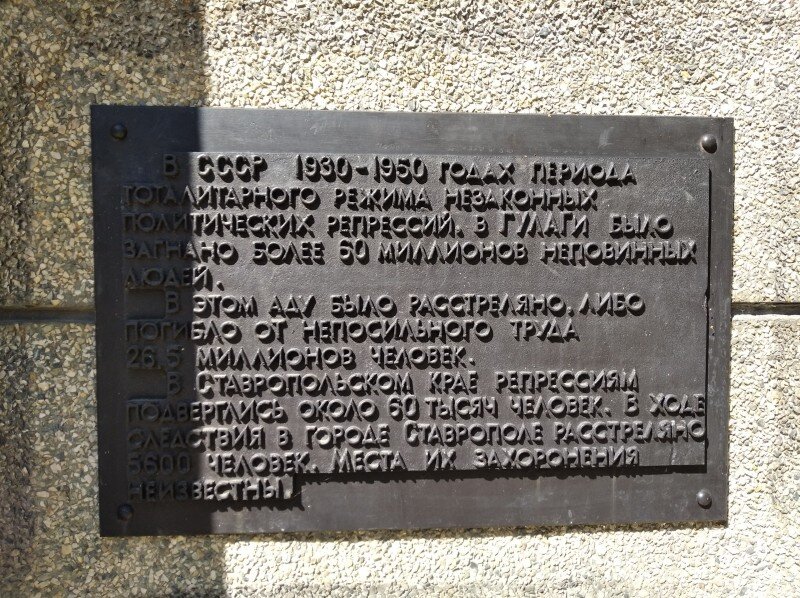 В СССР 1930-1950 ГОДАХ ПЕРИОДА
ТОТАЛИТАРНОГО РЕЖИМА НЕЗАКОННЫХ
ПОЛИТИЧЕСКИХ РЕПРЕССИЙ. В ГУЛАГИ БЫЛО
ЗАГНАНО БОЛЕЕ 60 МИЛЛИОНОВ НЕПОВИННЫХ
ЛЮДЕЙ.
В ЭТОМ АДУ БЫЛО РАССТРЕЛЯНО, ЛИБО
ПОГИБЛО ОТ НЕПОСИЛЬНОГО ТРУДА
26,5 МИЛЛИОНОВ ЧЕЛОВЕК.
В СТАВРОПОЛЬСКОМ КРАЕ РЕПРЕССИЯМ
ПОДВЕРГЛИСЬ ОКОЛО 60 ТЫСЯЧ ЧЕЛОВЕК. В ХОДЕ
СЛЕДСТВИЯ В ГОРОДЕ СТАВРОПОЛЕ РАССТРЕЛЯНО
5600 ЧЕЛОВЕК. МЕСТА ИХ ЗАХОРОНЕНИЯ
НЕИЗВЕСТНЫ.